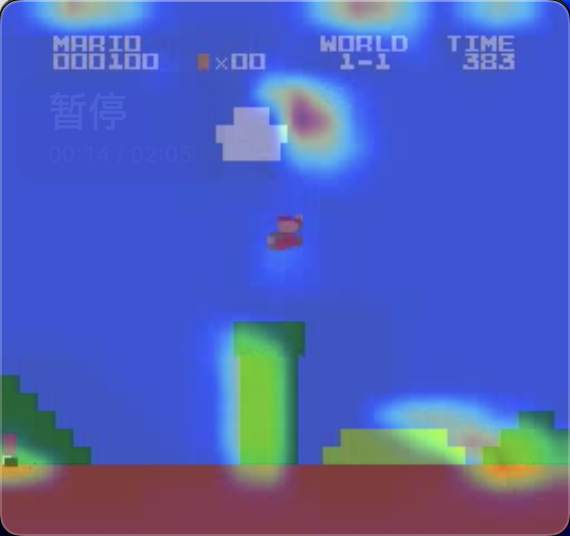 MARIO WORLD TIME
000100 ×00 1-1 383
暂停
00:14 / 02:05